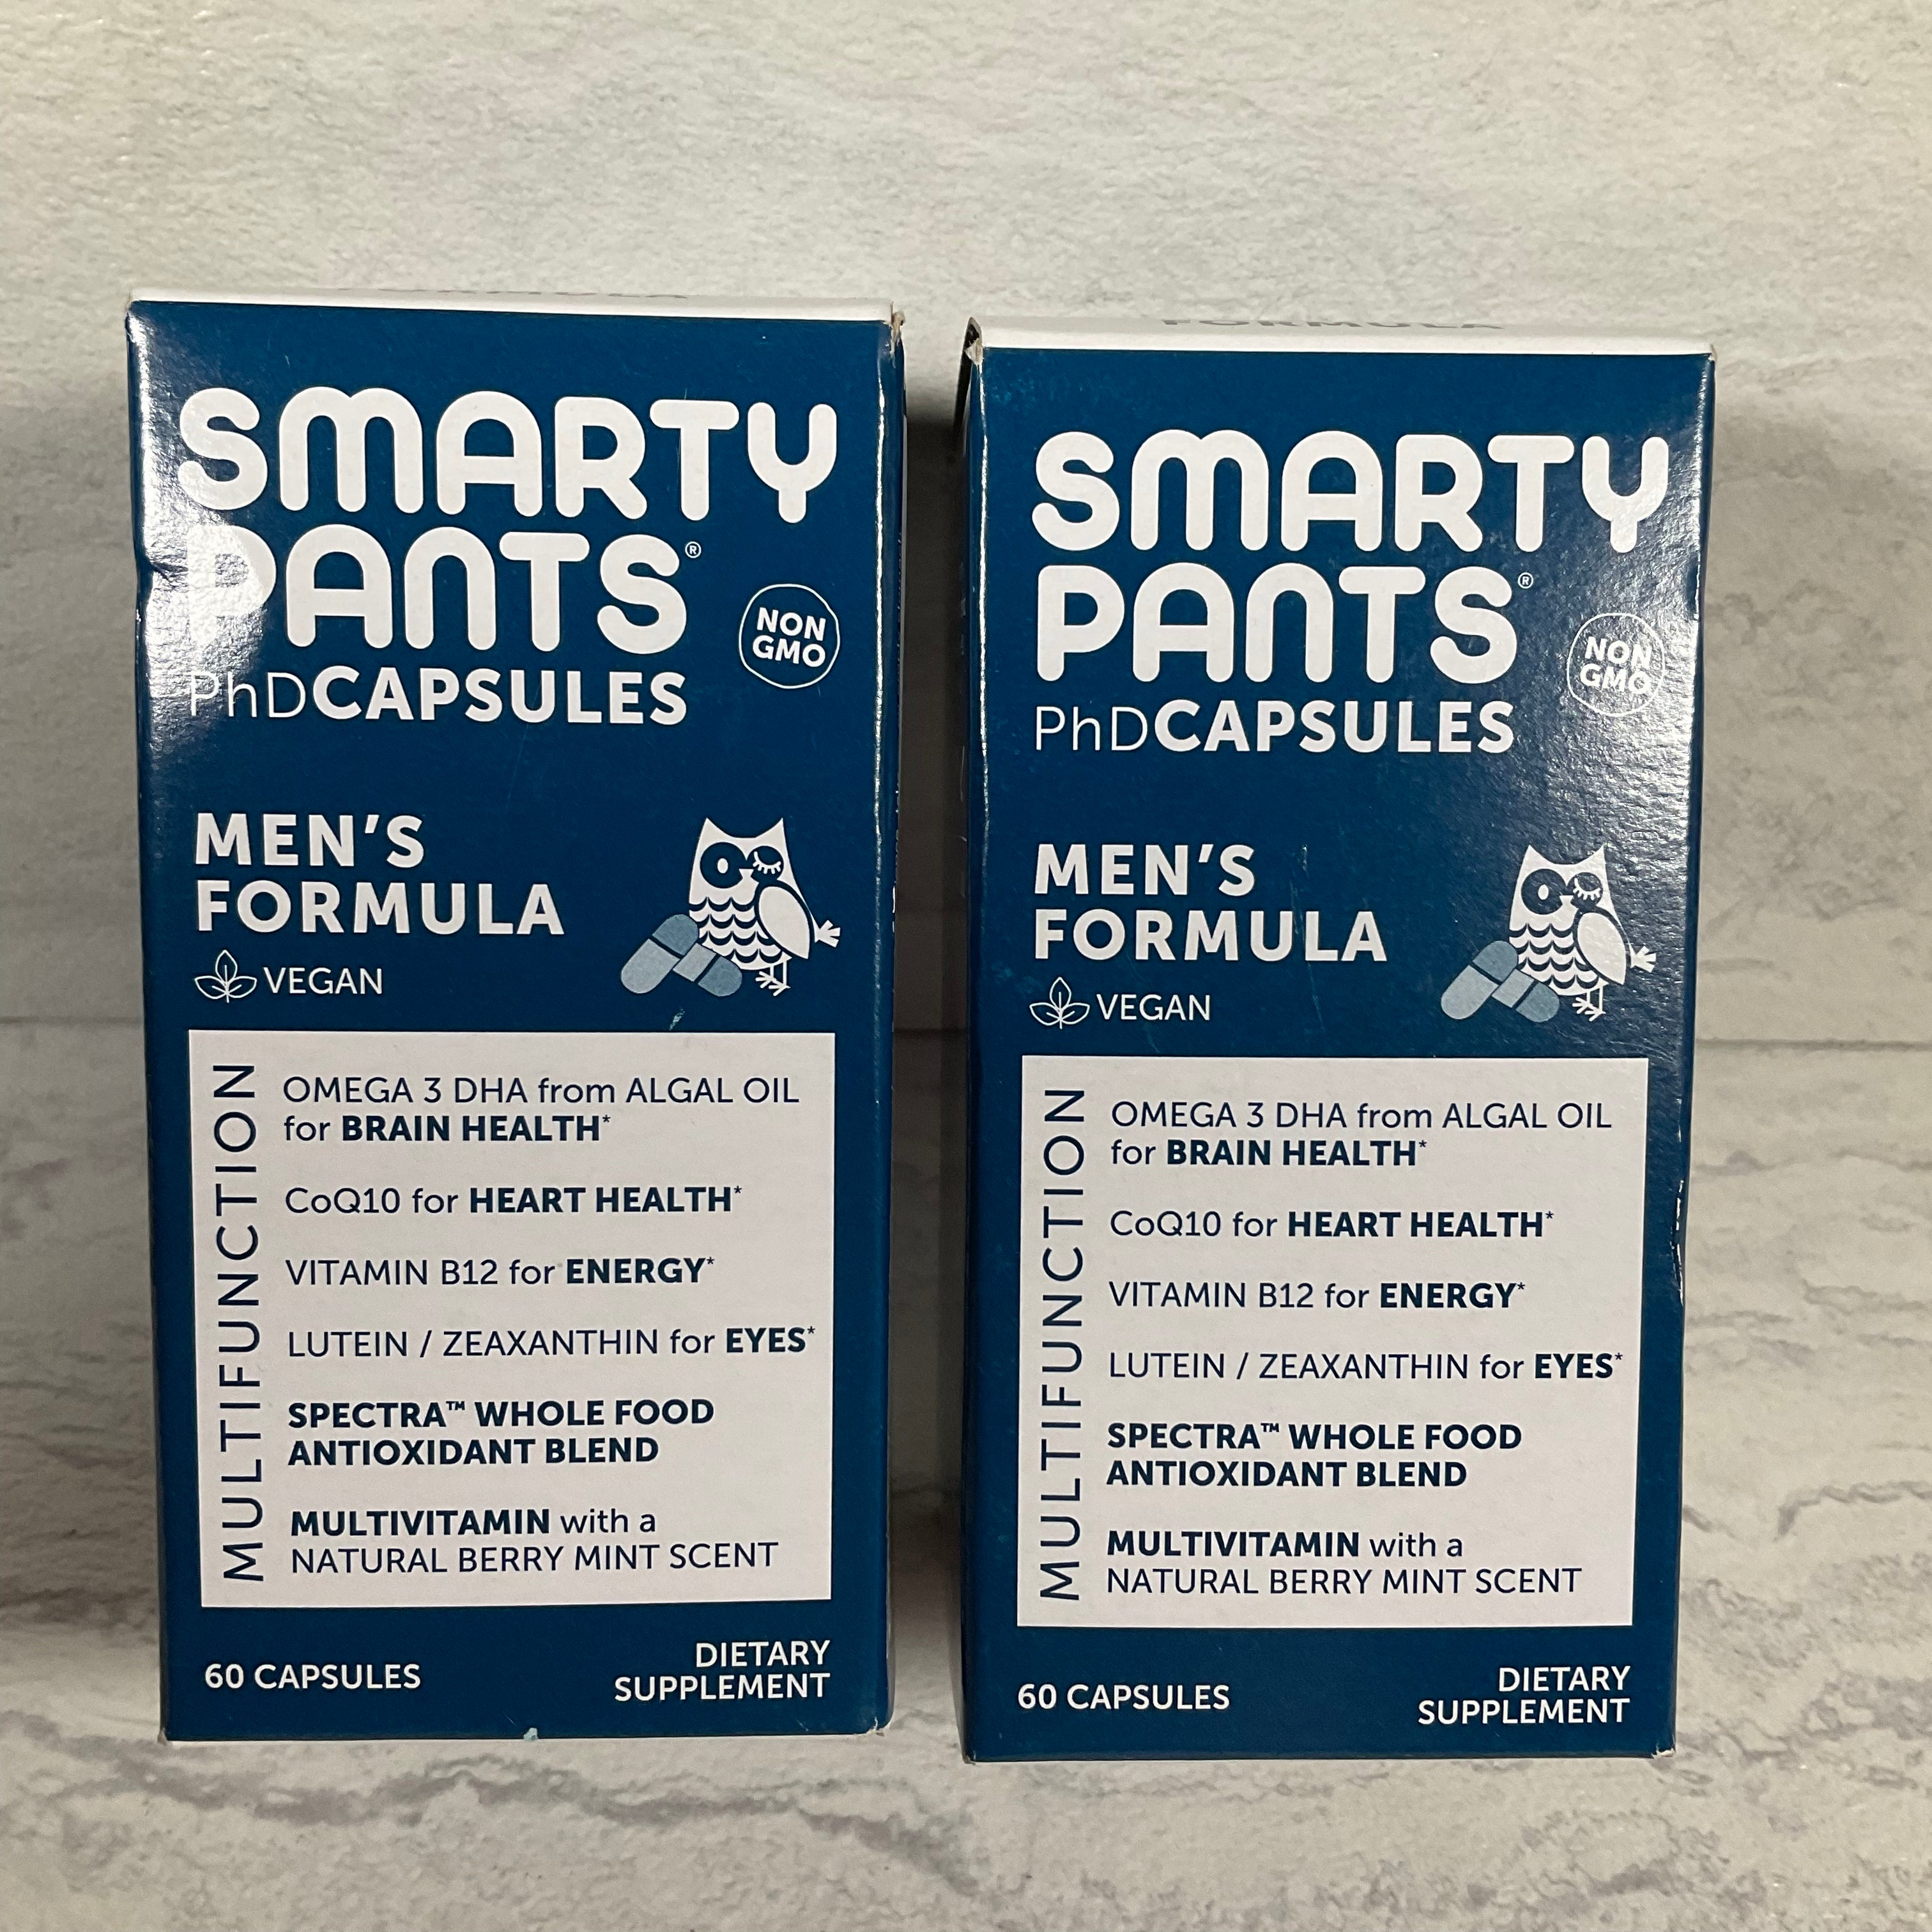 SMARTY
PANTS®
NON
GMO
PhDCAPSULES
MEN'S
FORMULA
VEGAN
MULTIFUNCTION
OMEGA 3 DHA from ALGAL OIL
for BRAIN HEALTH*
CoQ10 for HEART HEALTH*
VITAMIN B12 for ENERGY*
LUTEIN / ZEAXANTHIN for EYES*
SPECTRA™ WHOLE FOOD
ANTIOXIDANT BLEND
MULTIVITAMIN with a
NATURAL BERRY MINT SCENT
60 CAPSULES
DIETARY
SUPPLEMENT
FORMULA
SMARTY
PANTS®
NON
GMO
PhDCAPSULES
MEN'S
FORMULA
VEGAN
MULTIFUNCTION
OMEGA 3 DHA from ALGAL OIL
for BRAIN HEALTH*
CoQ10 for HEART HEALTH*
VITAMIN B12 for ENERGY*
LUTEIN / ZEAXANTHIN for EYES*
SPECTRA™ WHOLE FOOD
ANTIOXIDANT BLEND
MULTIVITAMIN with a
NATURAL BERRY MINT SCENT
60 CAPSULES
DIETARY
SUPPLEMENT